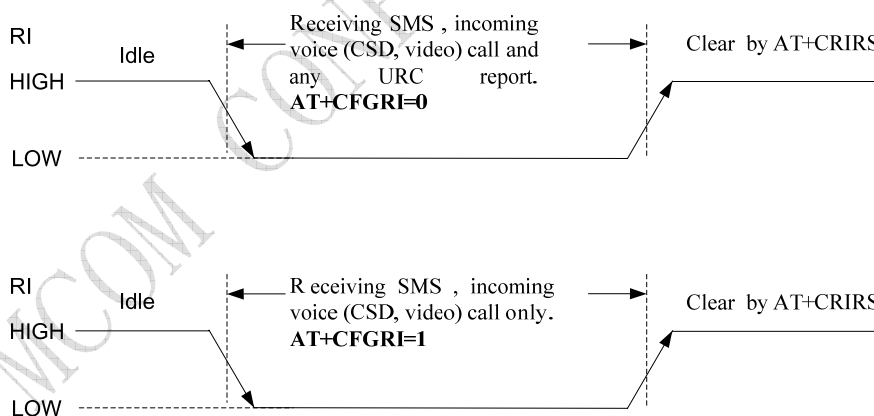 RI
Idle
HIGH
LOW
Receiving SMS , incoming
voice (CSD, video) call and
any URC report.
AT+CFGRI=0
Clear by AT+CRIRS
RI
Idle
HIGH
LOW
R eceiving SMS , incoming
voice (CSD, video) call only.
AT+CFGRI=1
Clear by AT+CRIRS
MCOM CONF